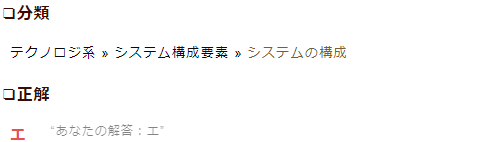 ❏分類
テクノロジ系 » システム構成要素 » システムの構成
❏正解
エ “あなたの解答：エ”